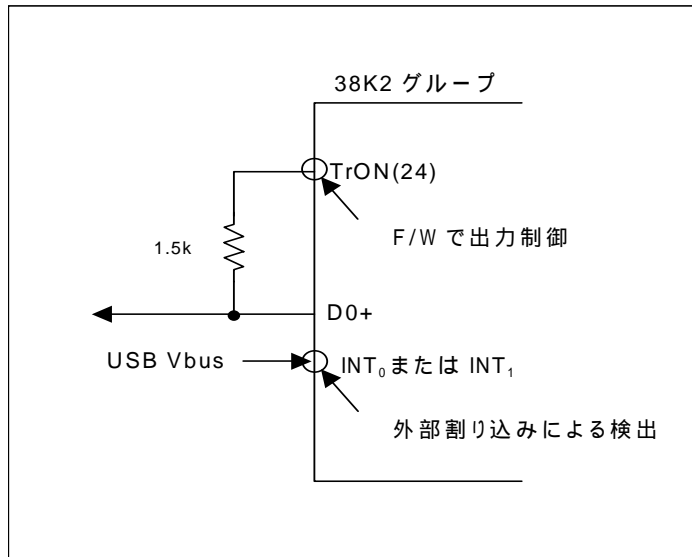 38K2 グループ
TrON(24)
F/W で出力制御
1.5k
D0+
USB Vbus
INT₀または INT₁
外部割り込みによる検出